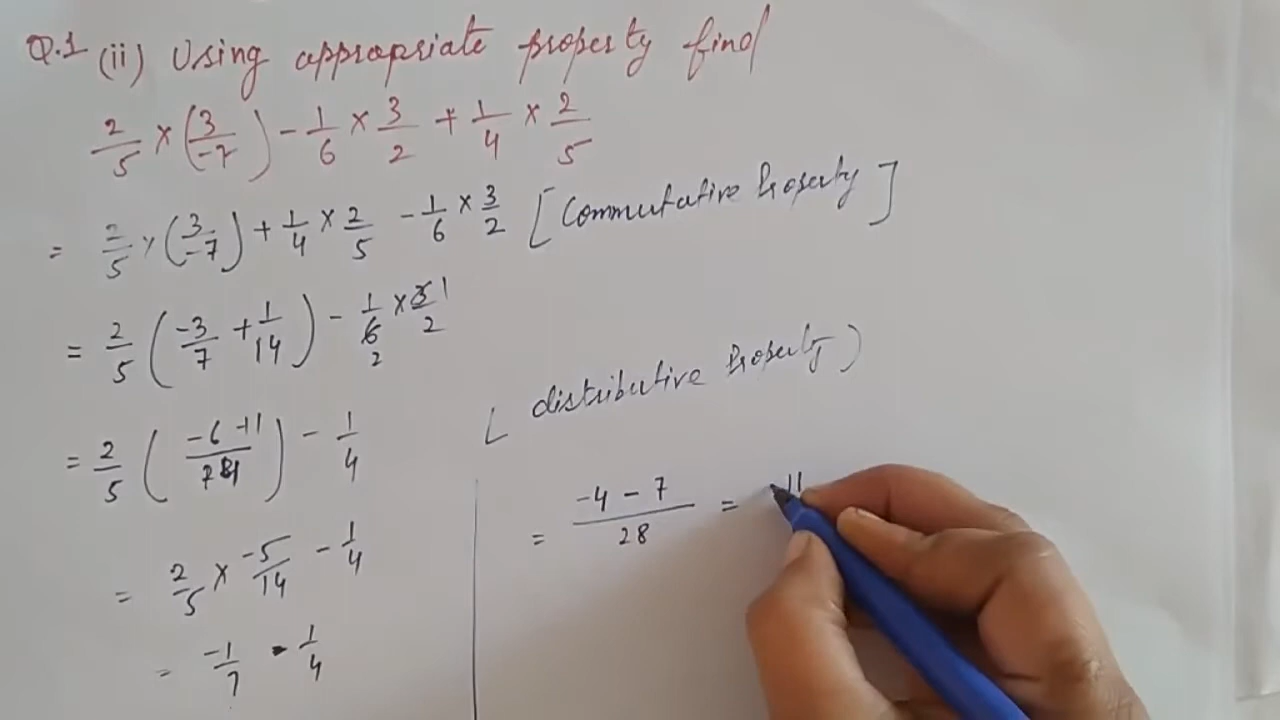 Q.1 (ii) Using appropriate property find
2/5 × (3/-7) - 1/6 × 3/2 + 1/4 × 2/5
= 2/5 × (3/-7) + 1/4 × 2/5 - 1/6 × 3/2 [Commutative Property]
= 2/5 (-3/7 + 1/14) - 1/6 × 3/2 1 2
[distributive Property)
= 2/5 (-6+1/14) - 1/4
= 2/5 × -5/14 - 1/4
= -1/7 - 1/4
= -4 - 7/28 = -11